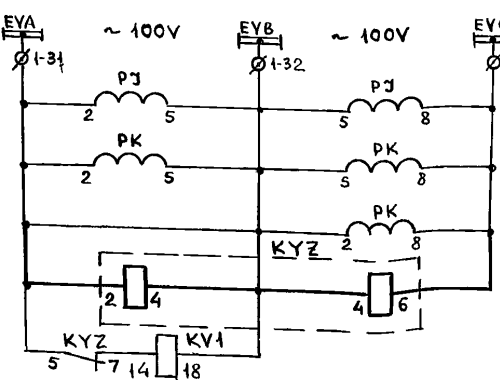 EVA ~ 100V EVB ~ 100V EVC
1-31 1-32
PJ PJ
2 5 5 8
PK PK
2 5 5 8
PK
2 8
KYZ
2 4 4 6
KYZ KV1
5 7 14 18